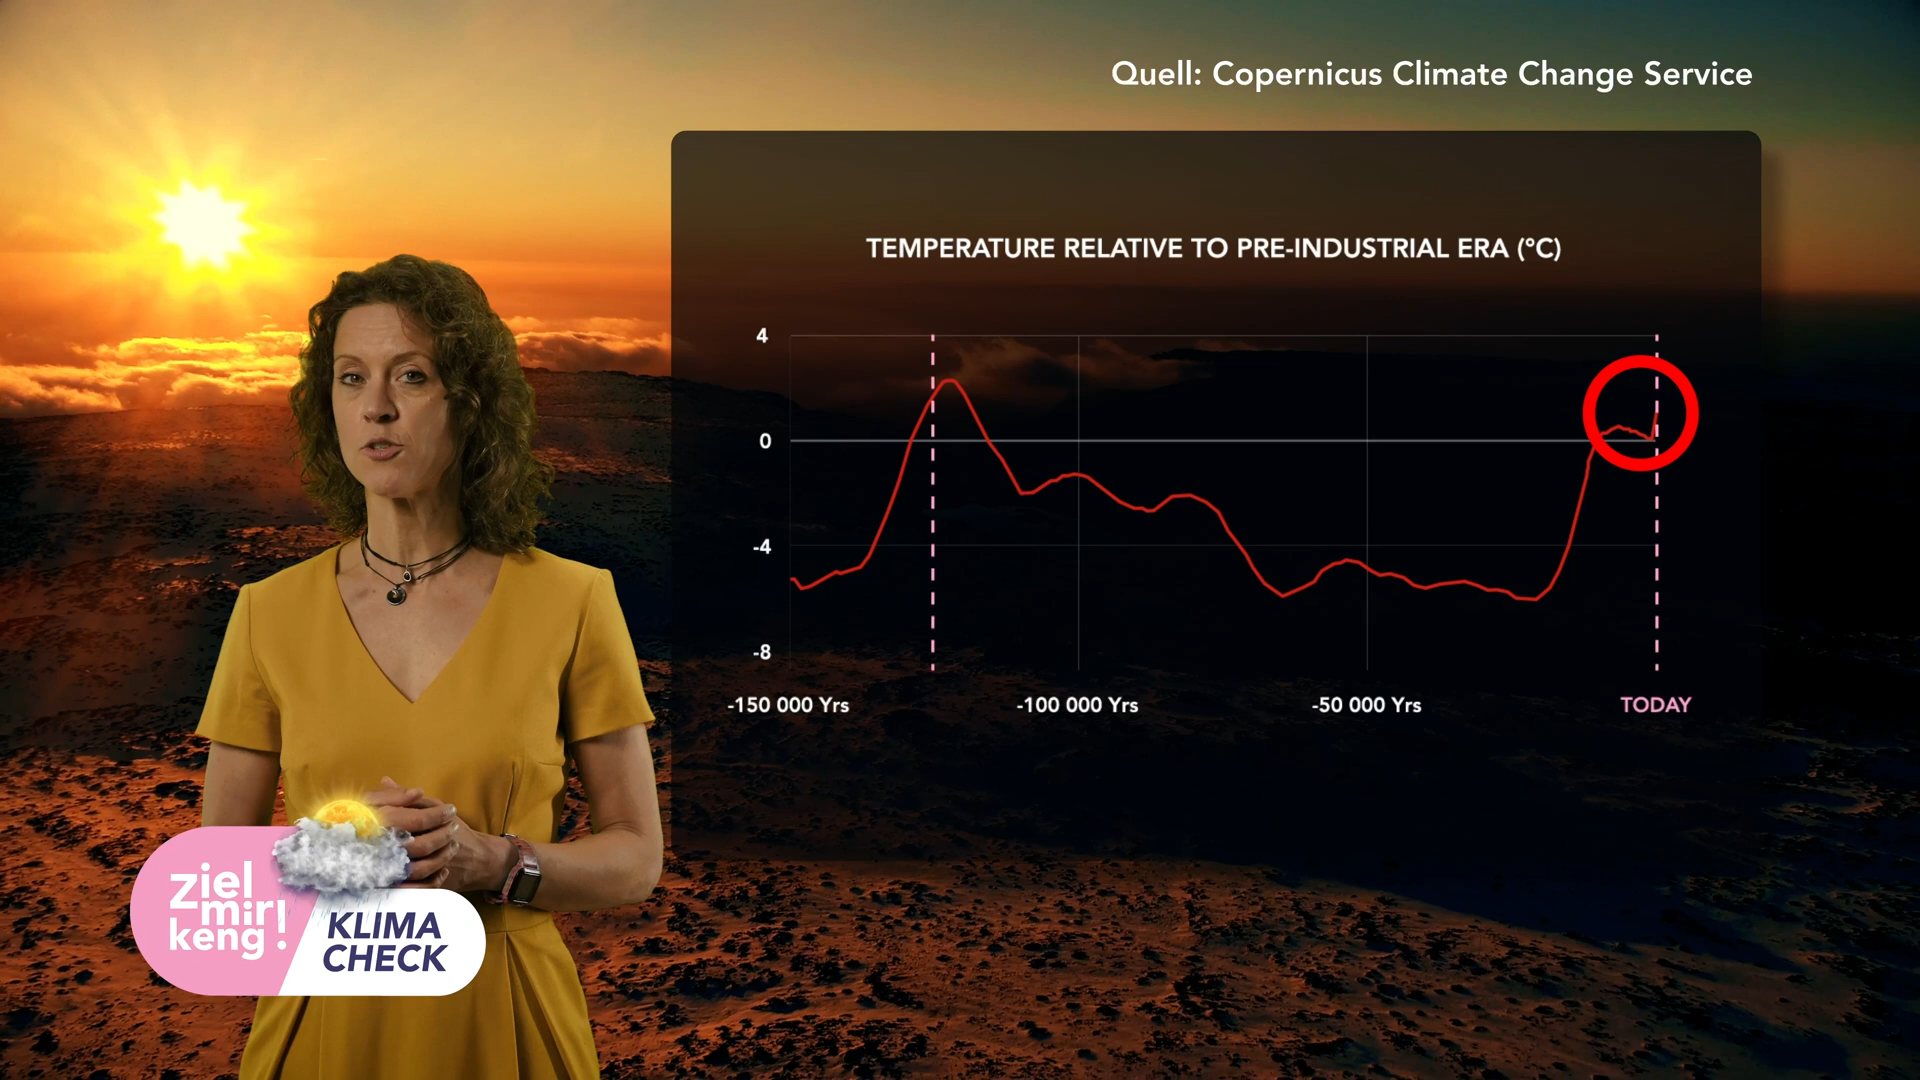 Quell: Copernicus Climate Change Service
TEMPERATURE RELATIVE TO PRE-INDUSTRIAL ERA (°C)
4
0
-4
-8
-150 000 Yrs
-100 000 Yrs
-50 000 Yrs
TODAY
ziel
mir
keng!
KLIMA
CHECK